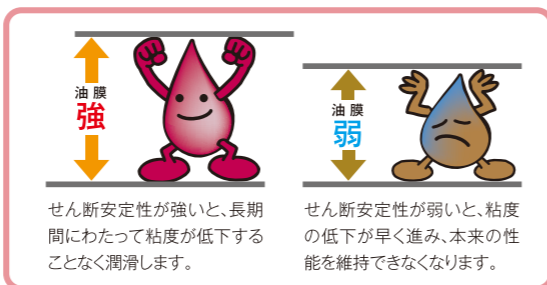 油膜
強
せん断安定性が強いと、長期
間にわたって粘度が低下する
ことなく潤滑します。
油膜
弱
せん断安定性が弱いと、粘度
の低下が早く進み、本来の性
能を維持できなくなります。